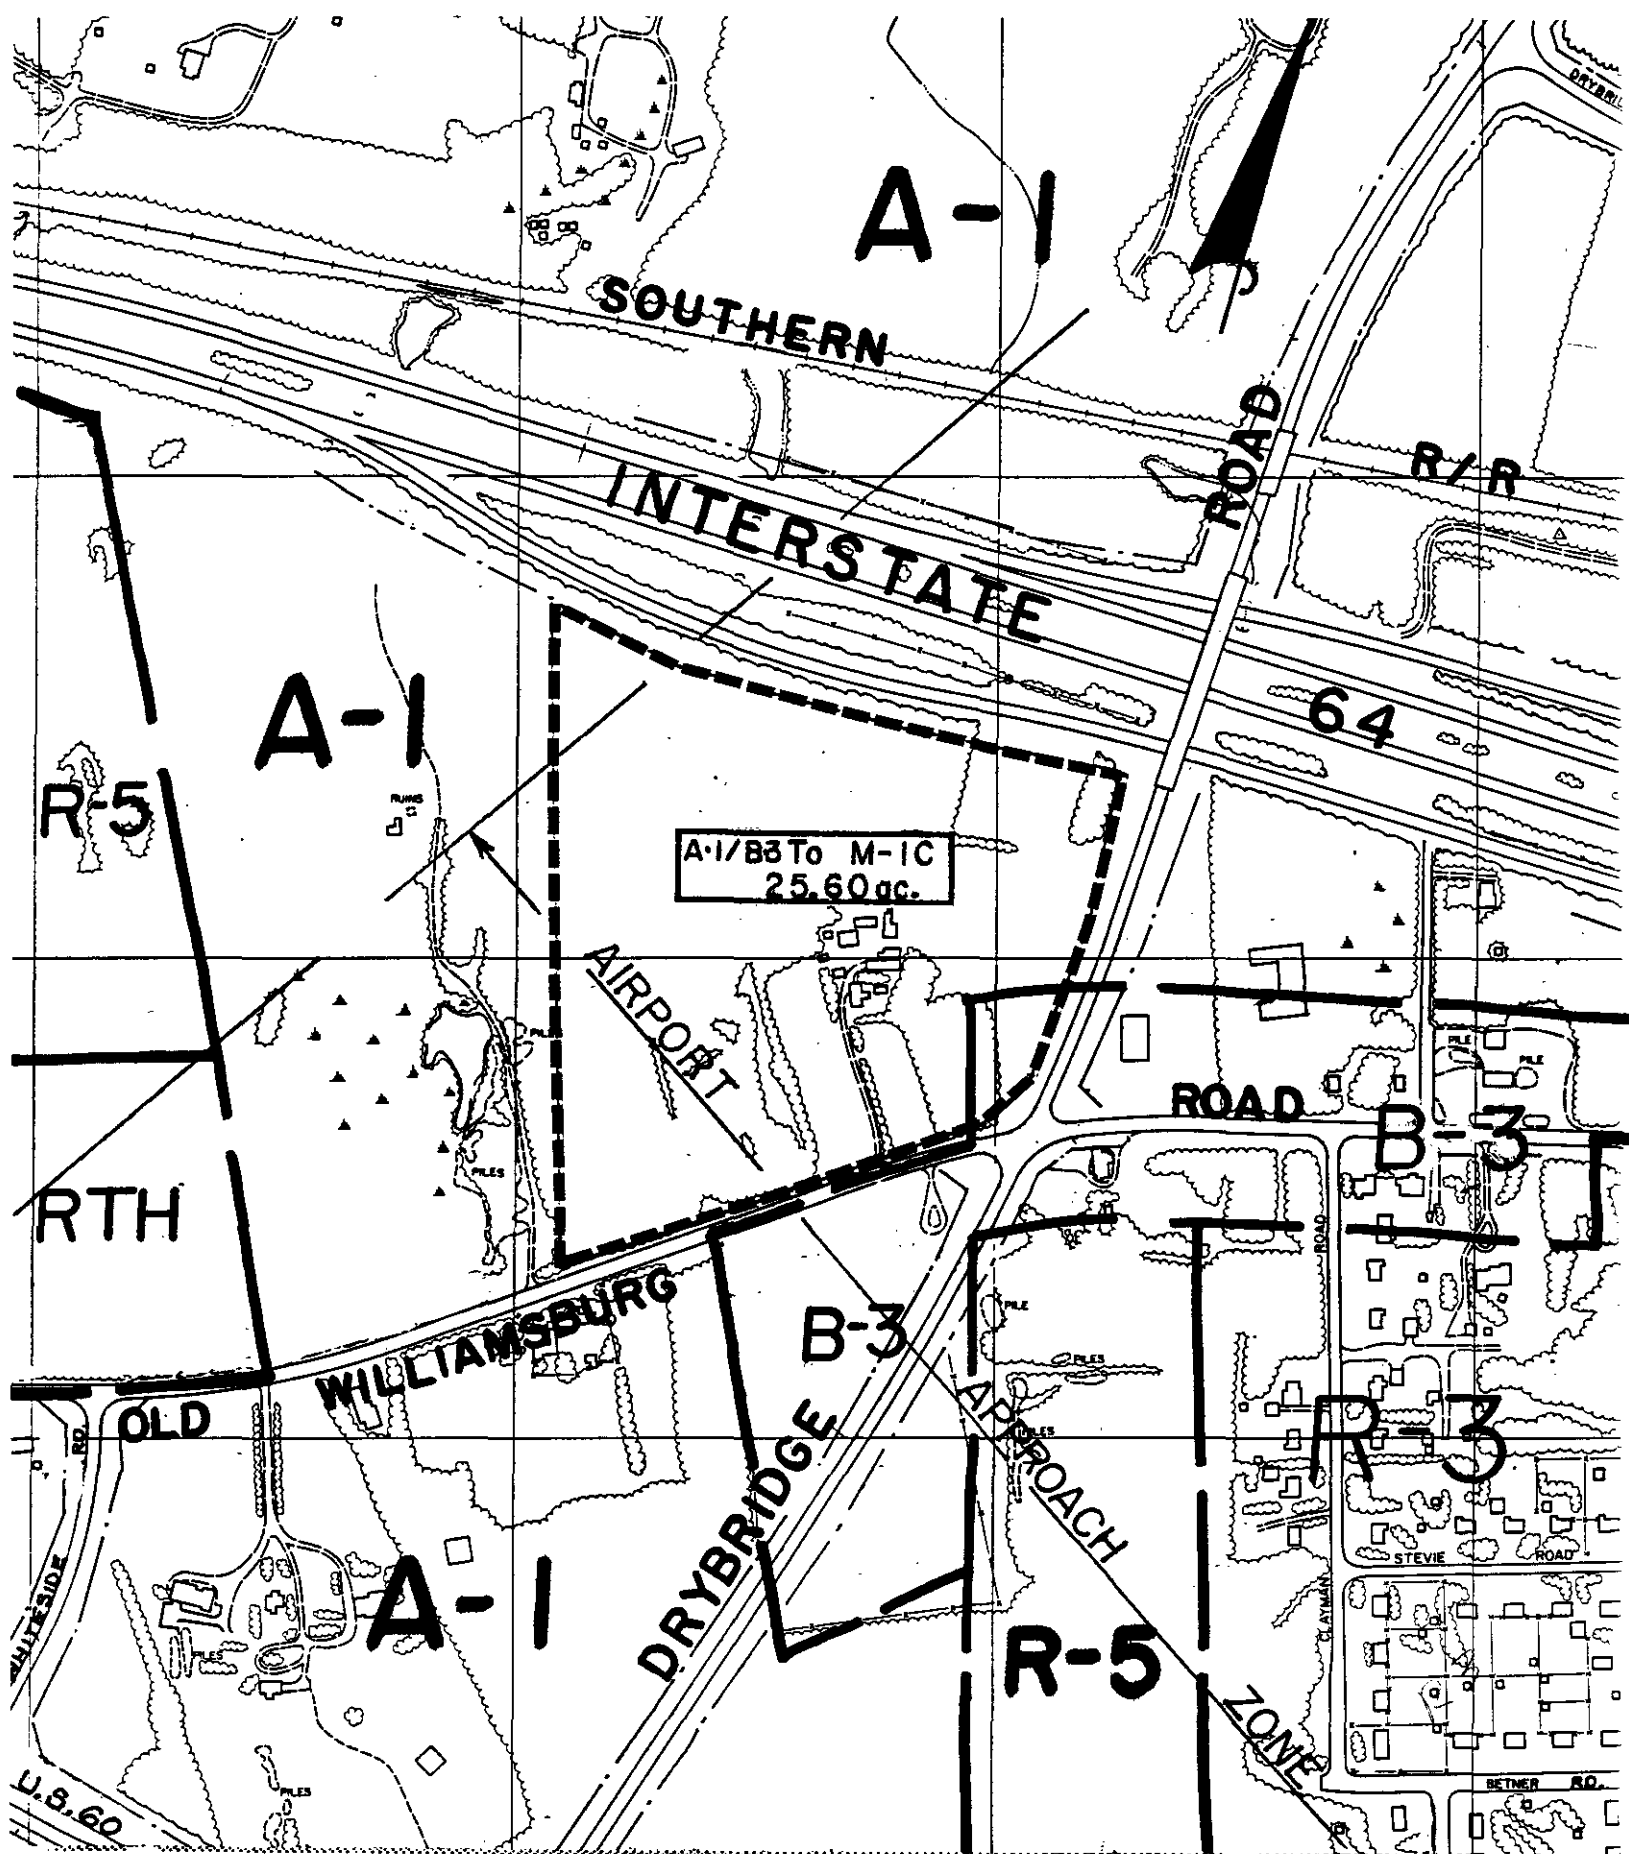 A-1
SOUTHERN
R/R
ROAD
INTERSTATE
64
A-1
R-5
RUINS
A-1/B3 To M-1C
25.60 ac.
AIRPORT
PILES
PILE
PILE
ROAD
B-3
PILES
RTH
ROAD
PILE
B-3
WILLIAMSBURG
PILES
OLD
RD.
APPROACH
R-3
DRYBRIDGE
STEVIE ROAD
WHITESIDE
A-1
CLAYMAN
PILES
R-5
ZONE
PILES
BETNER RD.
U.S. 60